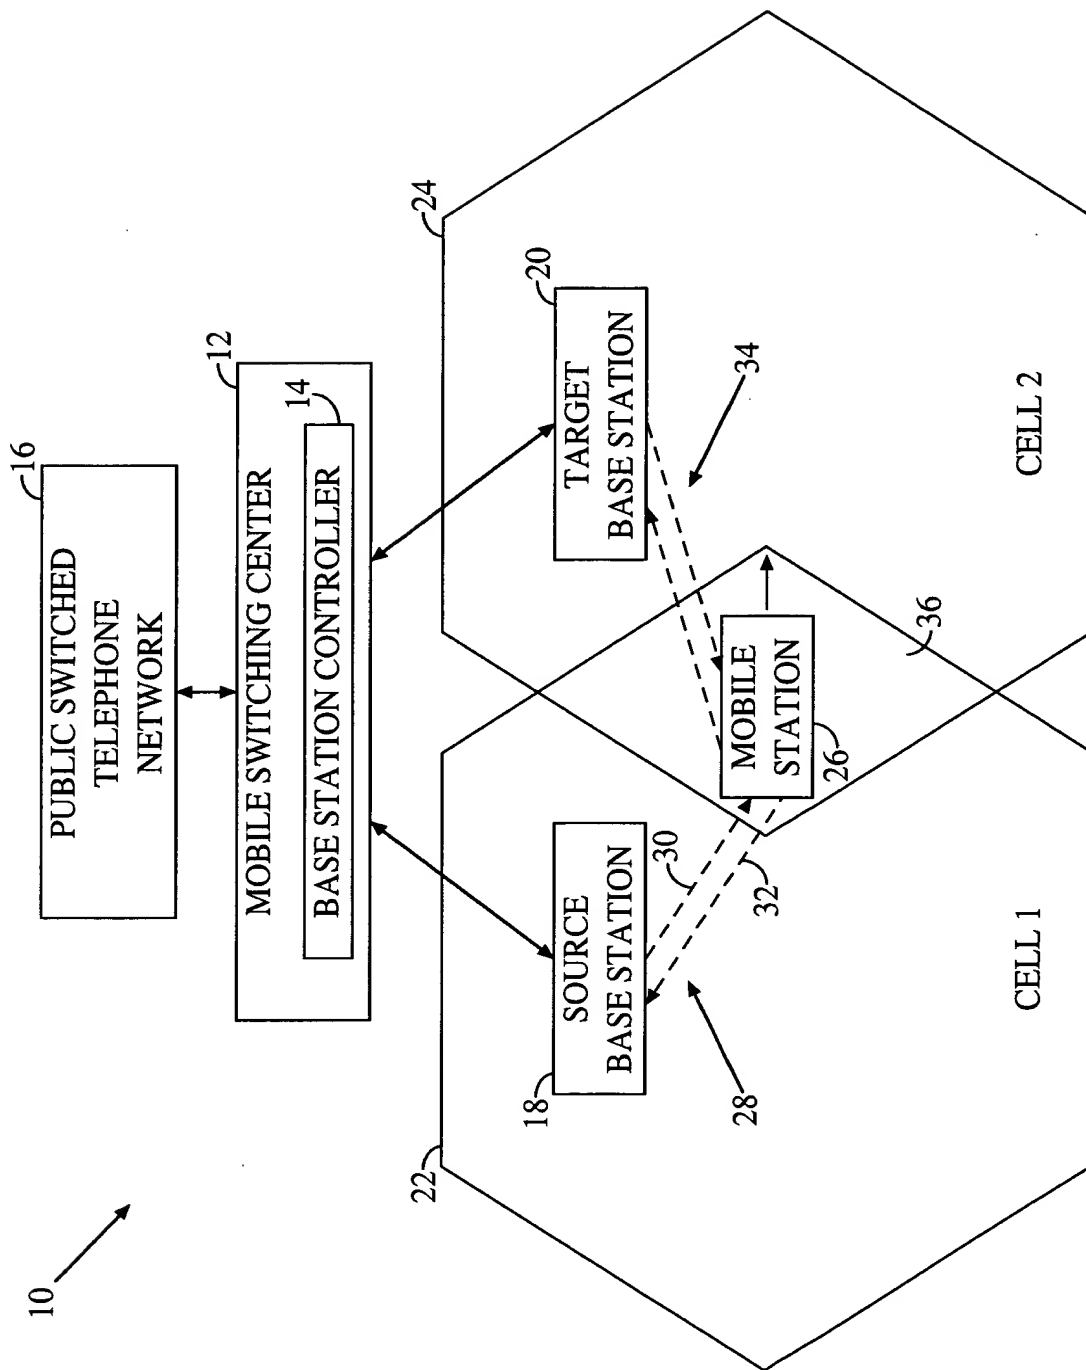 10
PUBLIC SWITCHED
TELEPHONE
NETWORK
16
MOBILE SWITCHING CENTER
12
BASE STATION CONTROLLER
14
22
24
18
SOURCE
BASE STATION
TARGET
BASE STATION
20
28
30
32
34
MOBILE
STATION
26
36
CELL 1
CELL 2